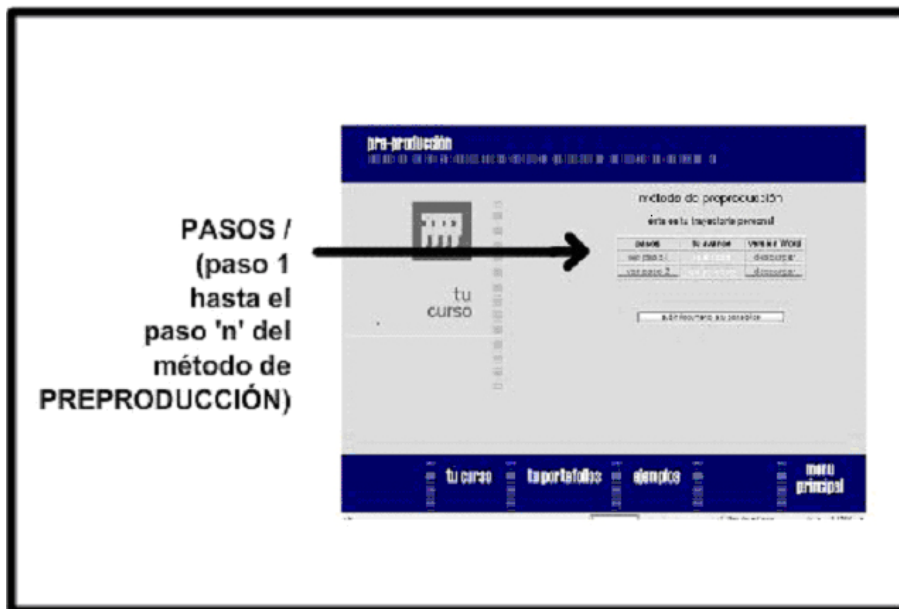 PASOS /
(paso 1
hasta el
paso 'n' del
método de
PREPRODUCCIÓN)
pre-producción
método de preproducción
ésta es tu trayectoria personal
pasos tu avance versión Word
ver paso 1 descargar
ver paso 2 descargar
tu
curso
tu curso
tu portafolios
ejemplos
menú
principal